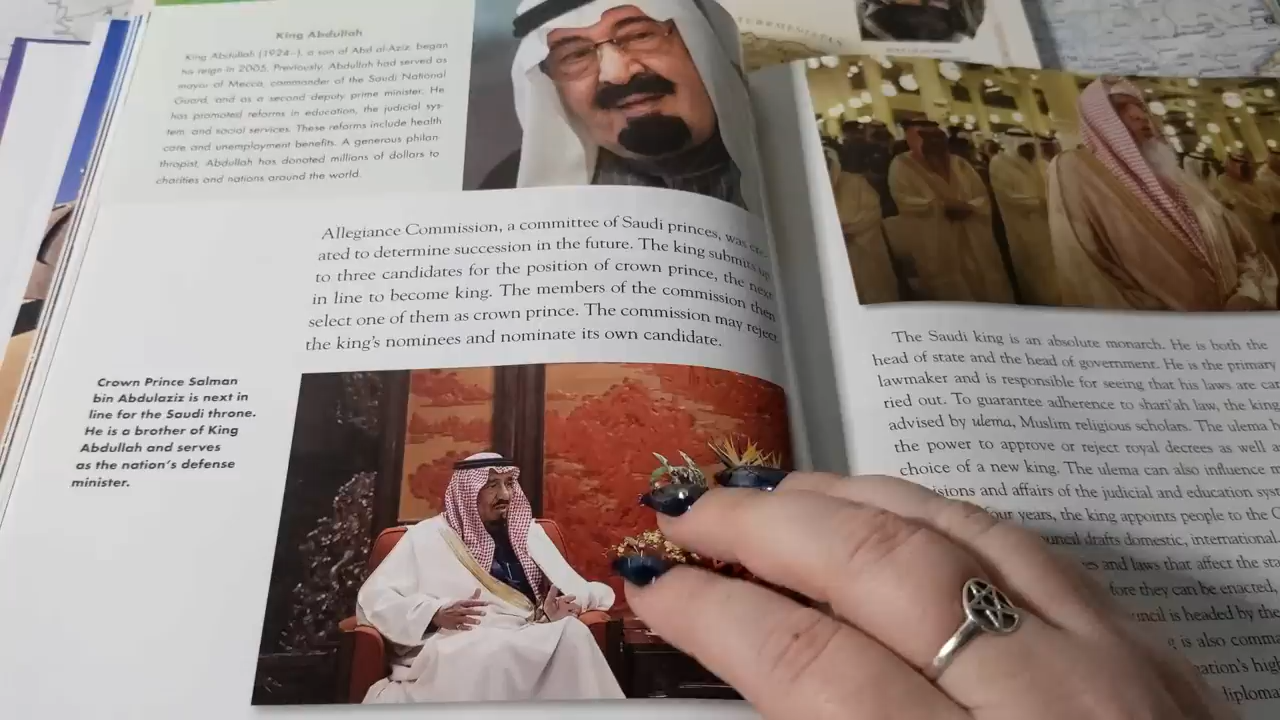 King Abdullah
King Abdullah (1924–), a son of Abd al-Aziz, began
his reign in 2005. Previously, Abdullah had served as
mayor of Mecca, commander of the Saudi National
Guard, and as a second deputy prime minister. He
has promoted reforms in education, the judicial sys-
tem, and social services. These reforms include health
care and unemployment benefits. A generous philan
thropist, Abdullah has donated millions of dollars to
charities and nations around the world.
Allegiance Commission, a committee of Saudi princes, was cre-
ated to determine succession in the future. The king submits up
to three candidates for the position of crown prince, the next
in line to become king. The members of the commission then
select one of them as crown prince. The commission may reject
the king's nominees and nominate its own candidate.
Crown Prince Salman
bin Abdulaziz is next in
line for the Saudi throne.
He is a brother of King
Abdullah and serves
as the nation's defense
minister.
The Saudi king is an absolute monarch. He is both the
head of state and the head of government. He is the primary
lawmaker and is responsible for seeing that his laws are car
ried out. To guarantee adherence to shari'ah law, the king
advised by ulema, Muslim religious scholars. The ulema h
the power to approve or reject royal decrees as well a
choice of a new king. The ulema can also influence m
isions and affairs of the judicial and education sys
four years, the king appoints people to the C
ouncil drafts domestic, international,
es and laws that affect the sta
fore they can be enacted,
uncil is headed by the
g is also comma
ation's high
diploma